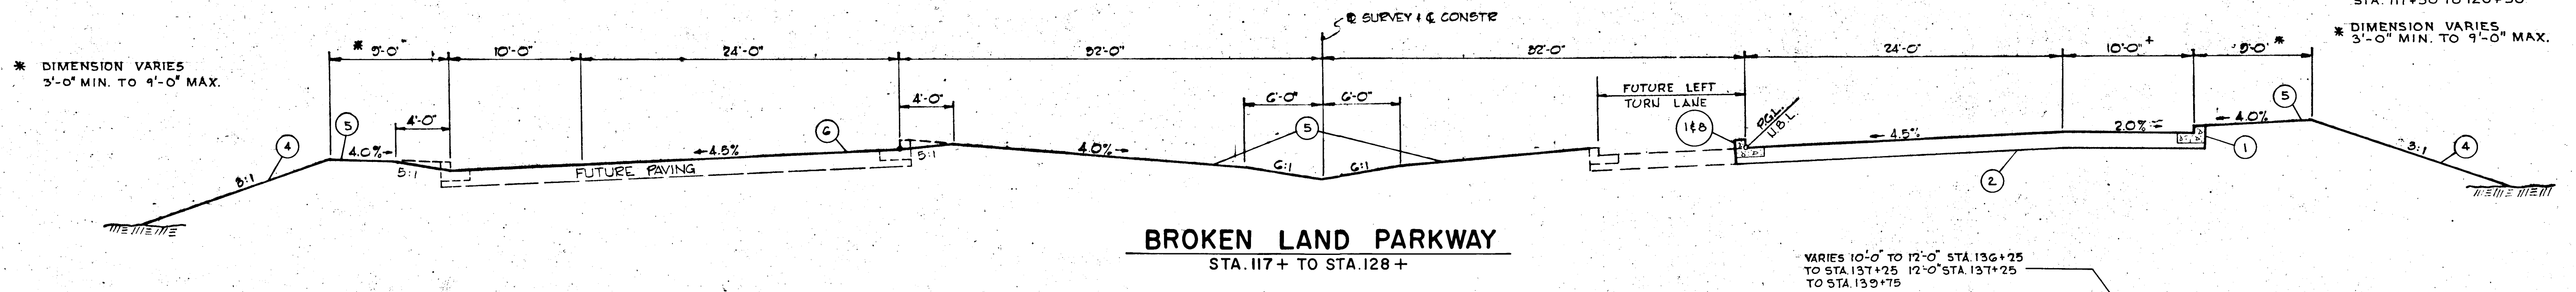 STA. 117+50 TO 120+50
* DIMENSION VARIES
3'-0" MIN. TO 9'-0" MAX.
℄ SURVEY & ℄ CONSTR
* DIMENSION VARIES
3'-0" MIN. TO 9'-0" MAX.
* 9'-0" 10'-0" 24'-0" 32'-0" 32'-0" 24'-0" 10'-0" + 9'-0" *
4'-0" 4'-0" 6'-0" 6'-0"
FUTURE LEFT
TURN LANE
P.G.L.
N.B.L.
4 5 6 5 1&8 5
4.0% 4.5% 4.0% 4.5% 2.0% 4.0%
3:1 5:1 5:1 6:1 6:1 3:1
FUTURE PAVING
2 1 4
BROKEN LAND PARKWAY
STA. 117+ TO STA. 128+
VARIES 10'-0" TO 12'-0" STA. 136+25
TO STA. 137+25 12'-0" STA. 137+25
TO STA. 139+75